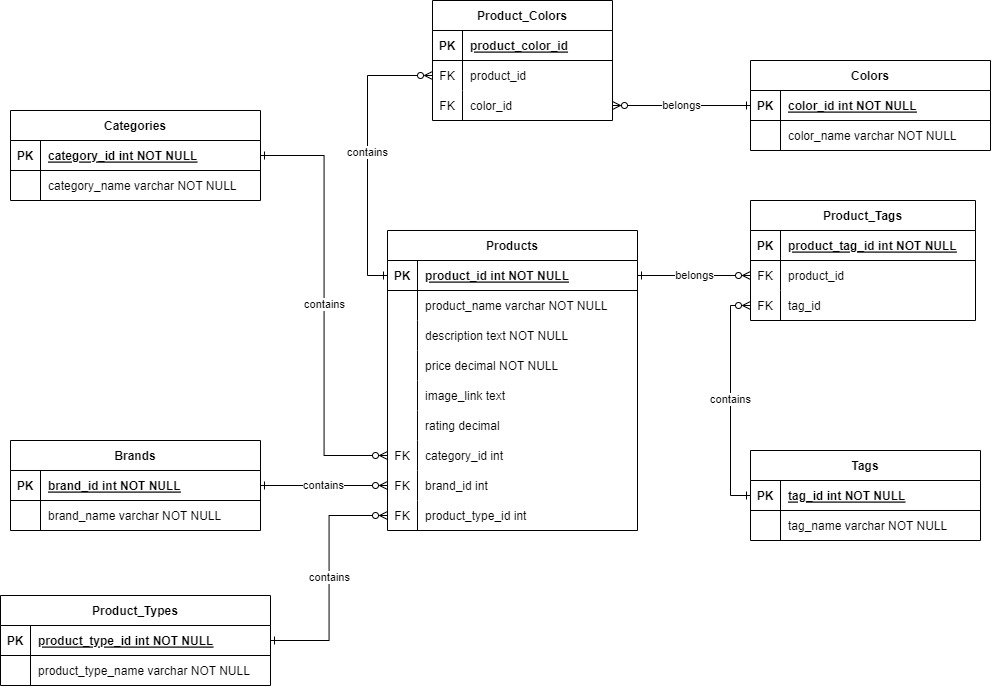 Product_Colors
PK product_color_id
FK product_id
FK color_id
Colors
PK color_id int NOT NULL
color_name varchar NOT NULL
belongs
Categories
PK category_id int NOT NULL
category_name varchar NOT NULL
contains
Product_Tags
PK product_tag_id int NOT NULL
FK product_id
FK tag_id
Products
PK product_id int NOT NULL
product_name varchar NOT NULL
description text NOT NULL
price decimal NOT NULL
image_link text
rating decimal
FK category_id int
FK brand_id int
FK product_type_id int
belongs
contains
contains
Brands
PK brand_id int NOT NULL
brand_name varchar NOT NULL
contains
Tags
PK tag_id int NOT NULL
tag_name varchar NOT NULL
contains
Product_Types
PK product_type_id int NOT NULL
product_type_name varchar NOT NULL